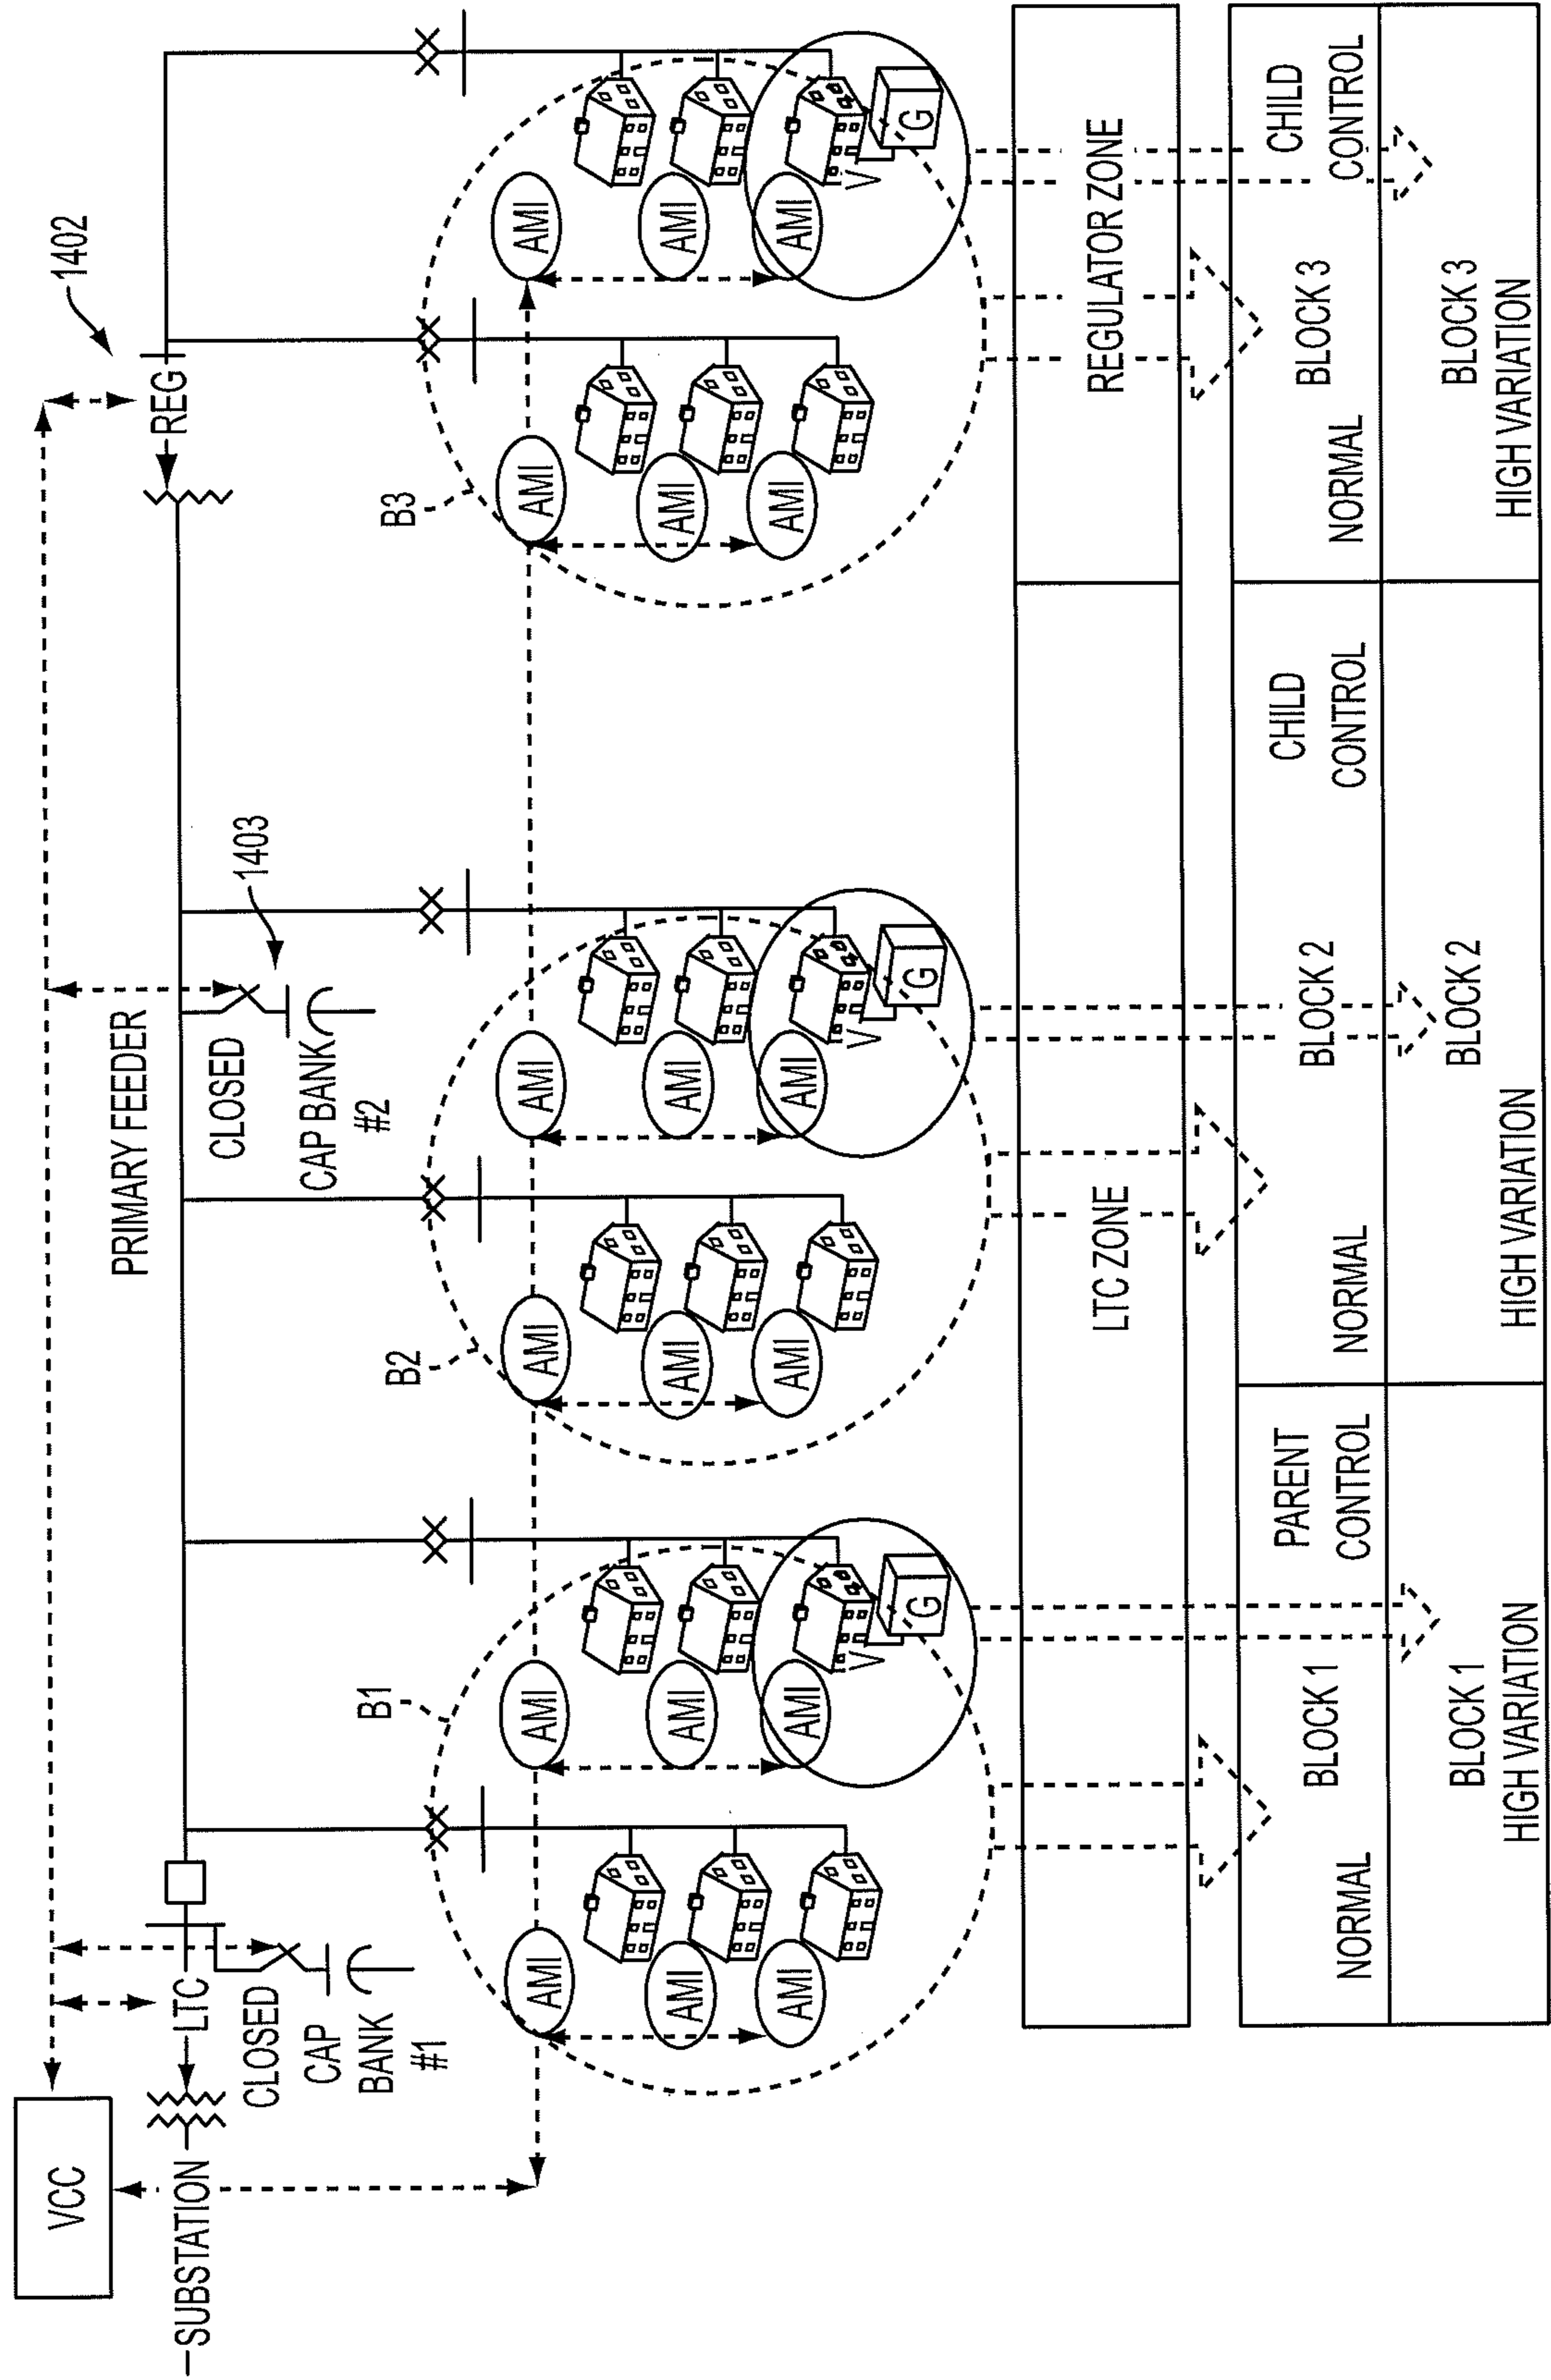 VCC
SUBSTATION
LTC
CLOSED
CAP
BANK
#1
PRIMARY FEEDER
CLOSED
CAP BANK
#2
1403
REG
1402
B1
B2
B3
AMI
AMI
AMI
AMI
AMI
AMI
V
G
AMI
AMI
AMI
AMI
AMI
AMI
V
G
AMI
AMI
AMI
AMI
AMI
AMI
V
G
LTC ZONE
REGULATOR ZONE
PARENT
BLOCK 1
NORMAL
CONTROL
CHILD
BLOCK 2
NORMAL
CONTROL
CHILD
BLOCK 3
NORMAL
CONTROL
BLOCK 1
HIGH VARIATION
BLOCK 2
HIGH VARIATION
BLOCK 3
HIGH VARIATION